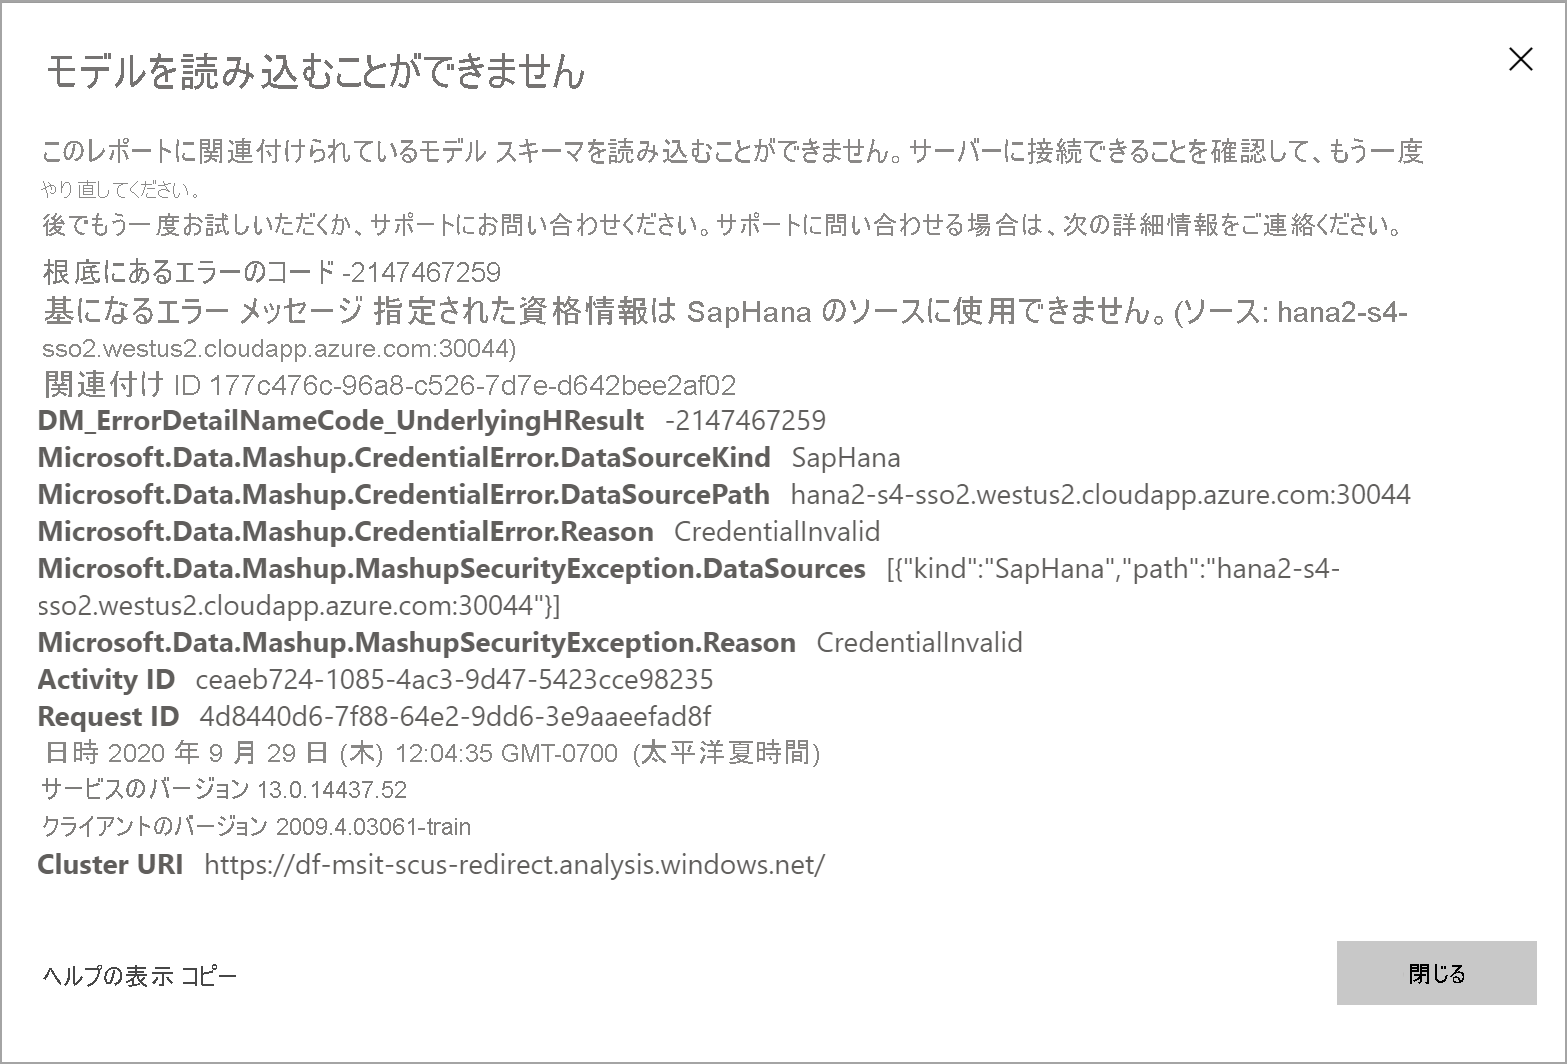 モデルを読み込むことができません
このレポートに関連付けられているモデル スキーマを読み込むことができません。サーバーに接続できることを確認して、もう一度
やり直してください。
後でもう一度お試しいただくか、サポートにお問い合わせください。サポートに問い合わせる場合は、次の詳細情報をご連絡ください。
根底にあるエラーのコード -2147467259
基になるエラー メッセージ 指定された資格情報は SapHana のソースに使用できません。(ソース: hana2-s4-
sso2.westus2.cloudapp.azure.com:30044)
関連付け ID 177c476c-96a8-c526-7d7e-d642bee2af02
DM_ErrorDetailNameCode_UnderlyingHResult -2147467259
Microsoft.Data.Mashup.CredentialError.DataSourceKind SapHana
Microsoft.Data.Mashup.CredentialError.DataSourcePath hana2-s4-sso2.westus2.cloudapp.azure.com:30044
Microsoft.Data.Mashup.CredentialError.Reason CredentialInvalid
Microsoft.Data.Mashup.MashupSecurityException.DataSources [{"kind":"SapHana","path":"hana2-s4-
sso2.westus2.cloudapp.azure.com:30044"}]
Microsoft.Data.Mashup.MashupSecurityException.Reason CredentialInvalid
Activity ID ceaeb724-1085-4ac3-9d47-5423cce98235
Request ID 4d8440d6-7f88-64e2-9dd6-3e9aaeefad8f
日時 2020 年 9 月 29 日 (木) 12:04:35 GMT-0700 (太平洋夏時間)
サービスのバージョン 13.0.14437.52
クライアントのバージョン 2009.4.03061-train
Cluster URI https://df-msit-scus-redirect.analysis.windows.net/
ヘルプの表示 コピー
閉じる